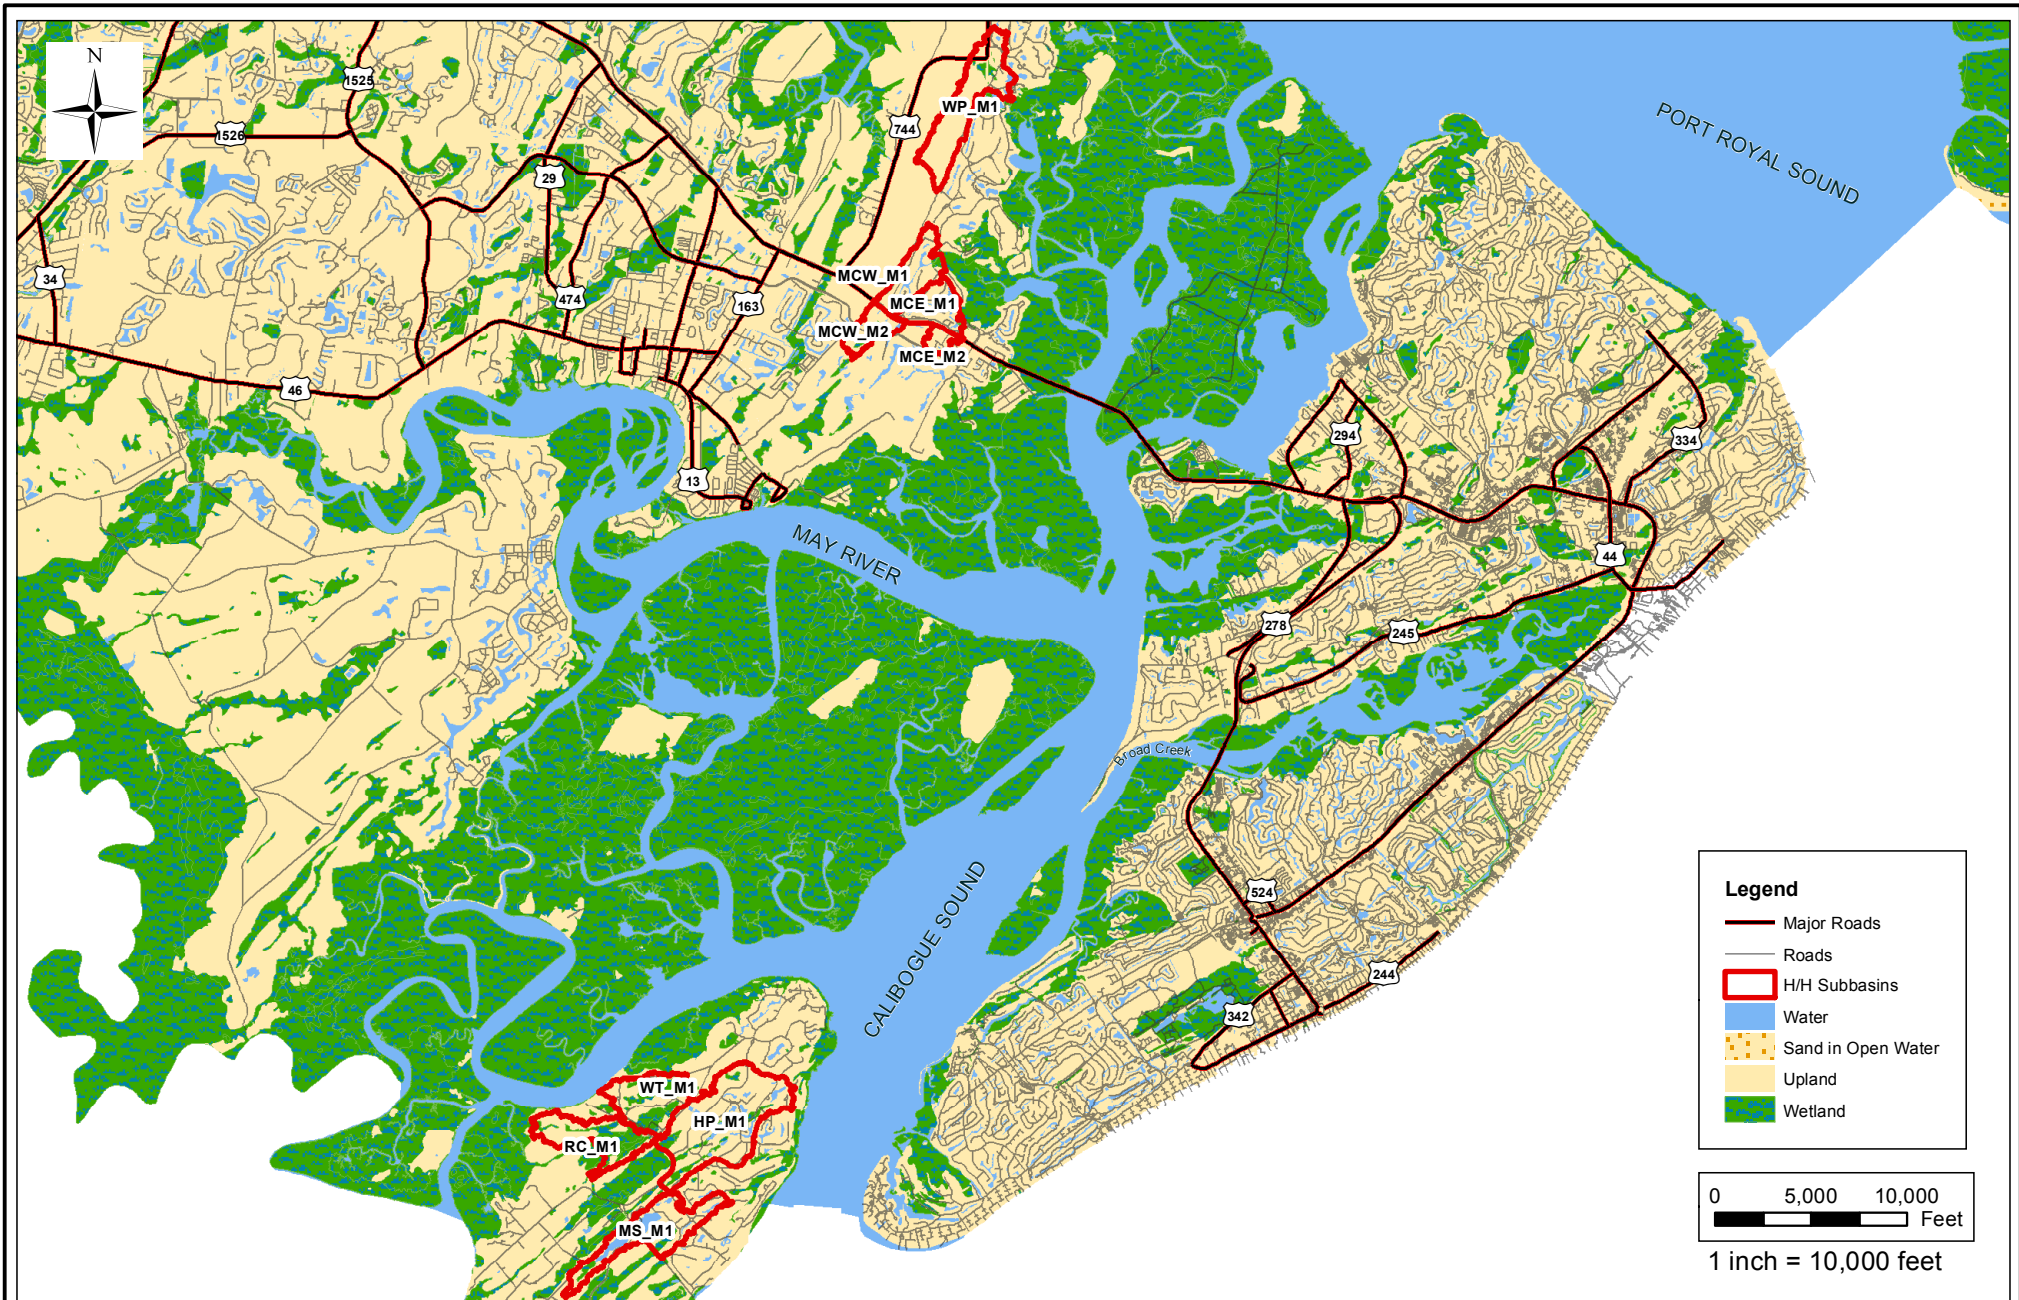 N
1525
1526
744
WP_M1
PORT ROYAL SOUND
29
34
474
163
MCW_M1
MCE_M1
MCW_M2
MCE_M2
46
294
334
13
MAY RIVER
44
278
245
Broad Creek
CALIBOGUE SOUND
524
244
342
WT_M1
HP_M1
RC_M1
MS_M1
Legend
Major Roads
Roads
H/H Subbasins
Water
Sand in Open Water
Upland
Wetland
0 5,000 10,000
Feet
1 inch = 10,000 feet